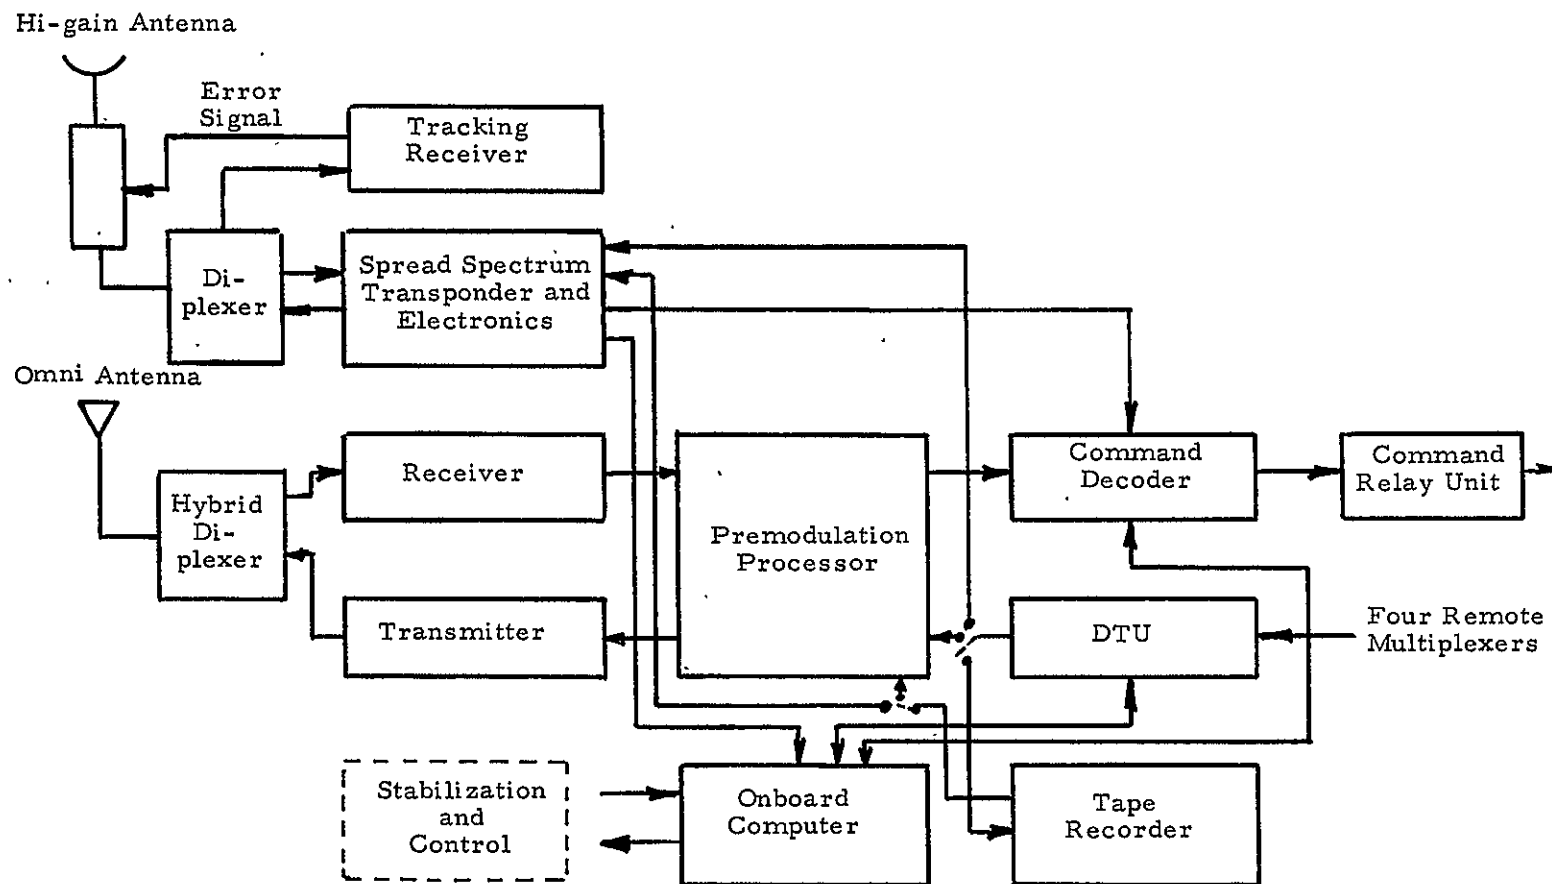 Hi-gain Antenna
Error
Signal
Tracking
Receiver
Di-
plexer
Spread Spectrum
Transponder and
Electronics
Omni Antenna
Hybrid
Di-
plexer
Receiver
Transmitter
Premodulation
Processor
Command
Decoder
Command
Relay Unit
DTU
Four Remote
Multiplexers
Stabilization
and
Control
Onboard
Computer
Tape
Recorder